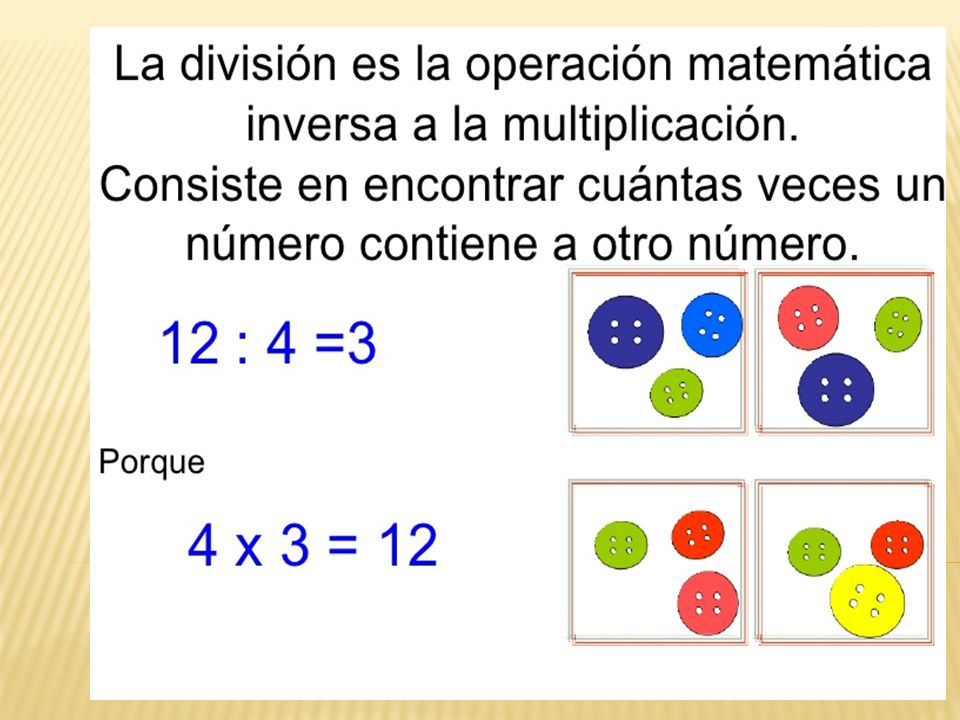 La división es la operación matemática
inversa a la multiplicación.
Consiste en encontrar cuántas veces un
número contiene a otro número.
12 : 4 =3
Porque
4 x 3 = 12